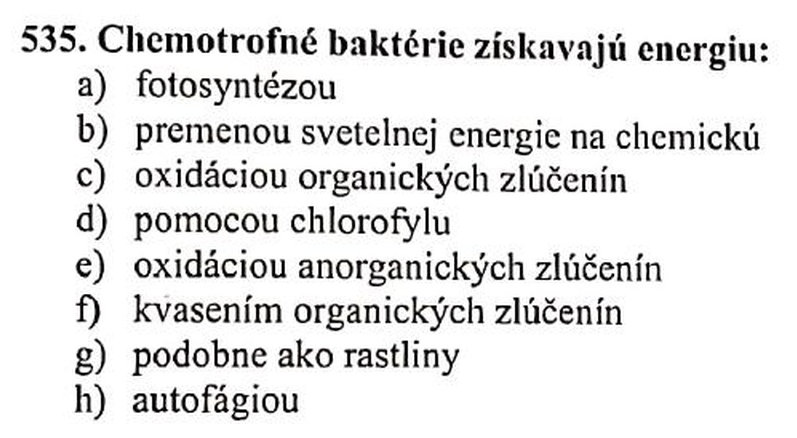 535. Chemotrofné baktérie získavajú energiu:
a) fotosyntézou
b) premenou svetelnej energie na chemickú
c) oxidáciou organických zlúčenín
d) pomocou chlorofylu
e) oxidáciou anorganických zlúčenín
f) kvasením organických zlúčenín
g) podobne ako rastliny
h) autofágiou